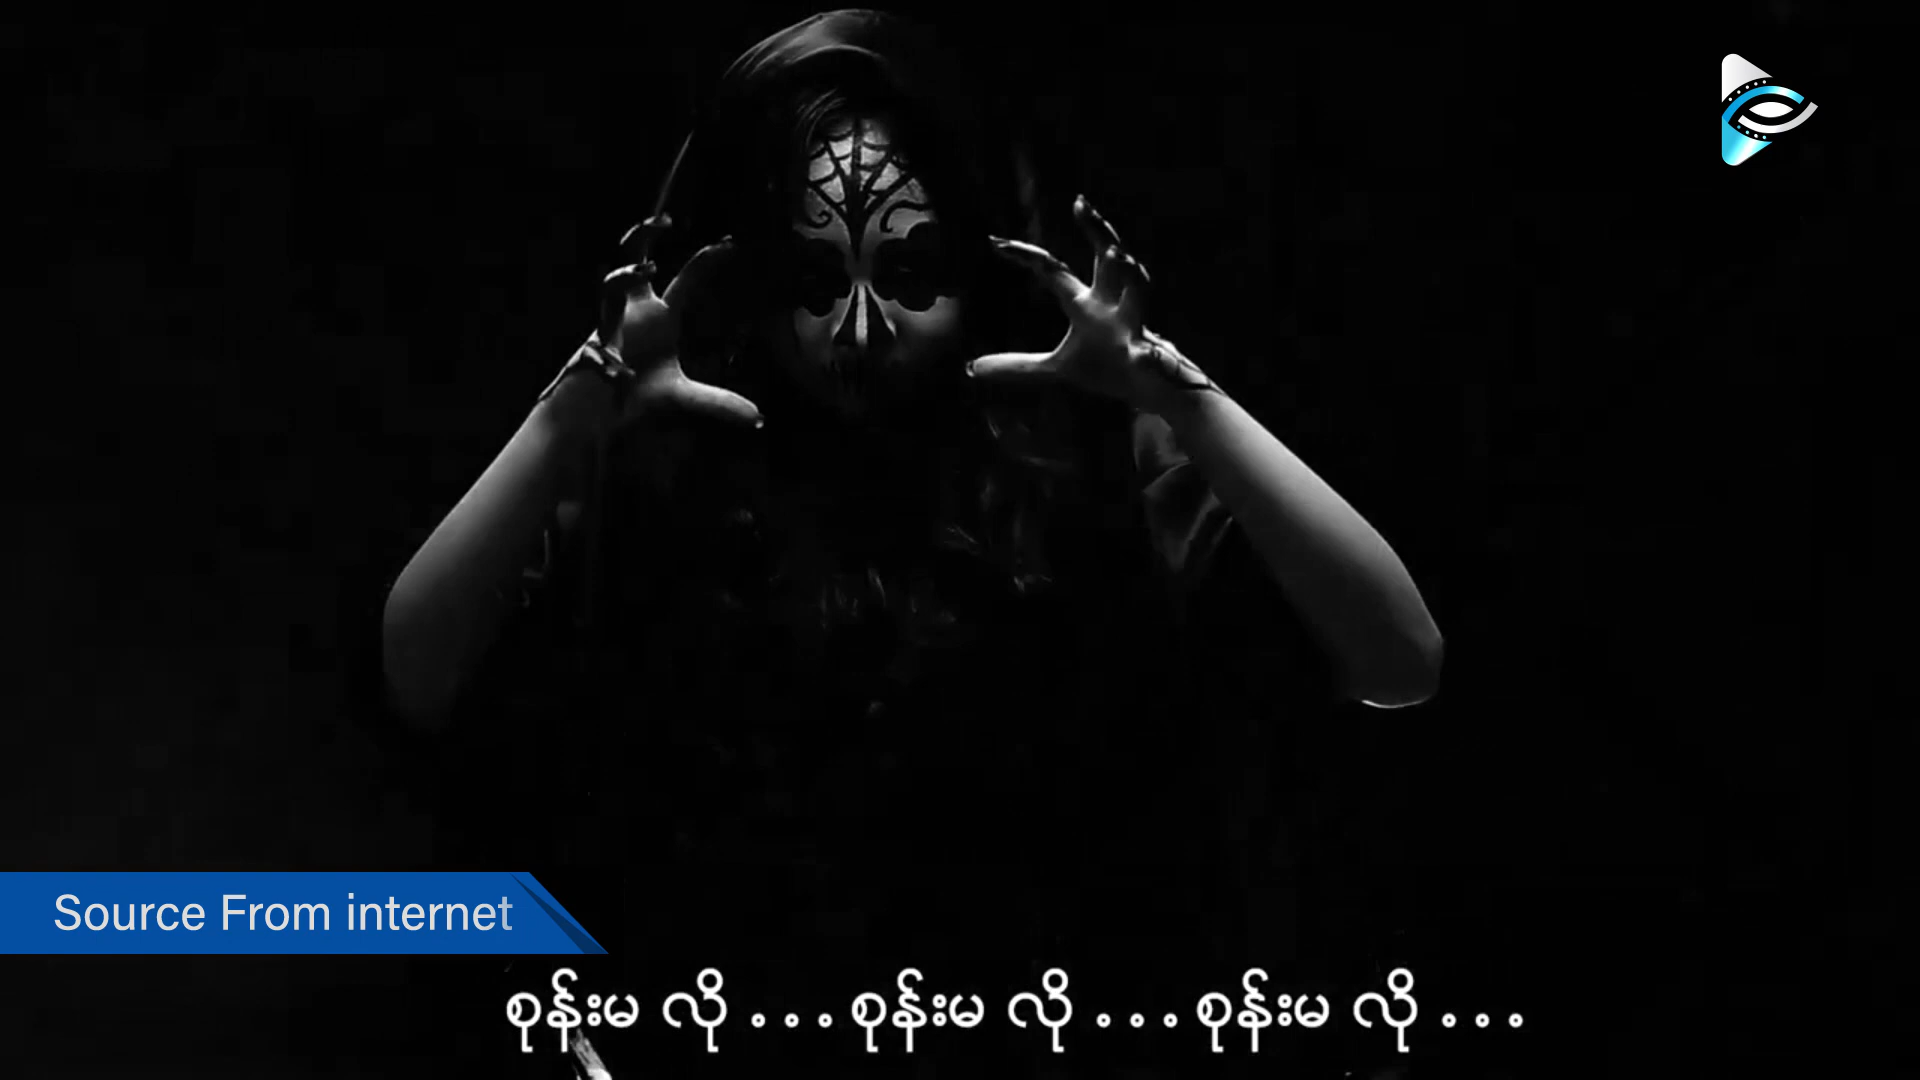 Source From internet
စုန်းမ လို . . . စုန်းမ လို . . . စုန်းမ လို . . .